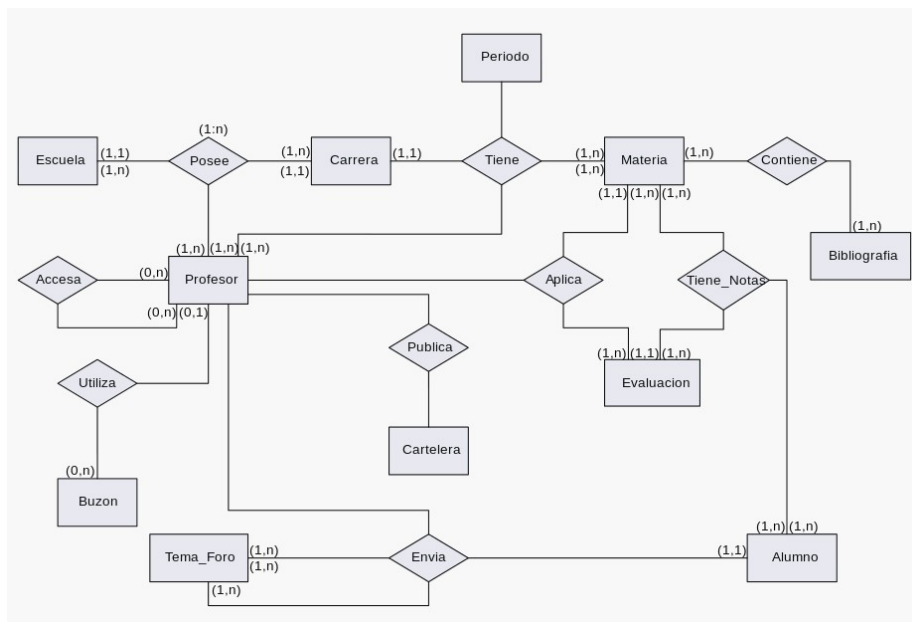 Periodo
(1:n)
Escuela
(1,1)
(1,n)
Posee
(1,n)
(1,1)
Carrera
(1,1)
Tiene
(1,n)
(1,n)
Materia
(1,n)
Contiene
(1,1)
(1,n)
(1,n)
(1,n)
Bibliografia
(1,n)
(1,n)
(1,n)
Accesa
(0,n)
Profesor
Aplica
Tiene_Notas
(0,n)
(0,1)
Publica
(1,n)
(1,1)
(1,n)
Utiliza
Evaluacion
Cartelera
(0,n)
Buzon
(1,n)
(1,n)
Tema_Foro
(1,n)
(1,n)
Envia
(1,1)
Alumno
(1,n)